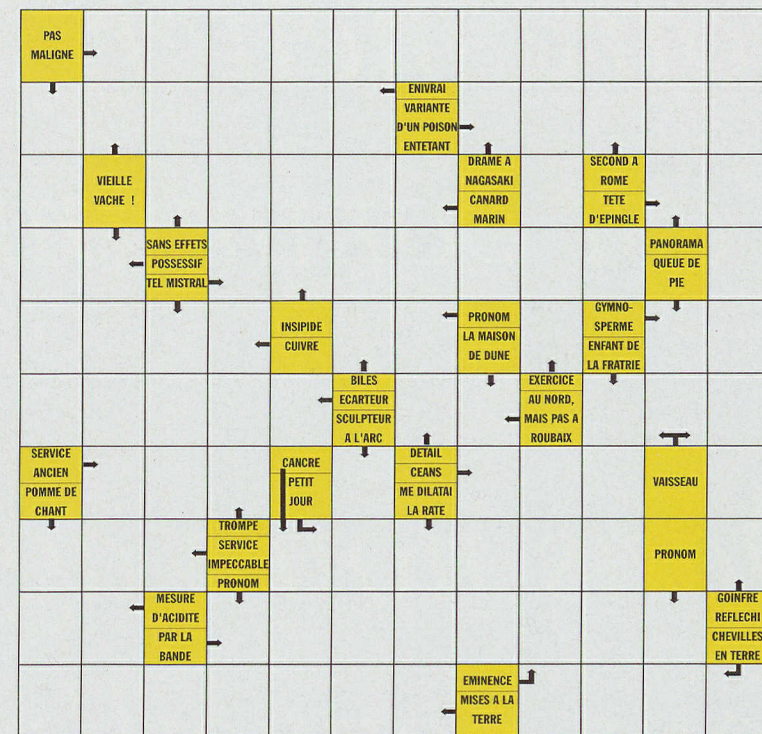 PAS
MALIGNE
ENIVRAI
VARIANTE
D'UN POISON
ENTETANT
VIEILLE
VACHE !
DRAME A
NAGASAKI
CANARD
MARIN
SECOND A
ROME
TETE
D'EPINGLE
SANS EFFETS
POSSESSIF
TEL MISTRAL
PANORAMA
QUEUE DE
PIE
INSIPIDE
CUIVRE
PRONOM
LA MAISON
DE DUNE
GYMNO-
SPERME
ENFANT DE
LA FRATRIE
BILES
ECARTEUR
SCULPTEUR
A L'ARC
EXERCICE
AU NORD,
MAIS PAS A
ROUBAIX
SERVICE
ANCIEN
POMME DE
CHANT
CANCRE
PETIT
JOUR
DETAIL
CEANS
ME DILATAI
LA RATE
VAISSEAU
TROMPE
SERVICE
IMPECCABLE
PRONOM
PRONOM
MESURE
D'ACIDITE
PAR LA
BANDE
GOINFRE
REFLECHI
CHEVILLES
EN TERRE
EMINENCE
MISES A LA
TERRE